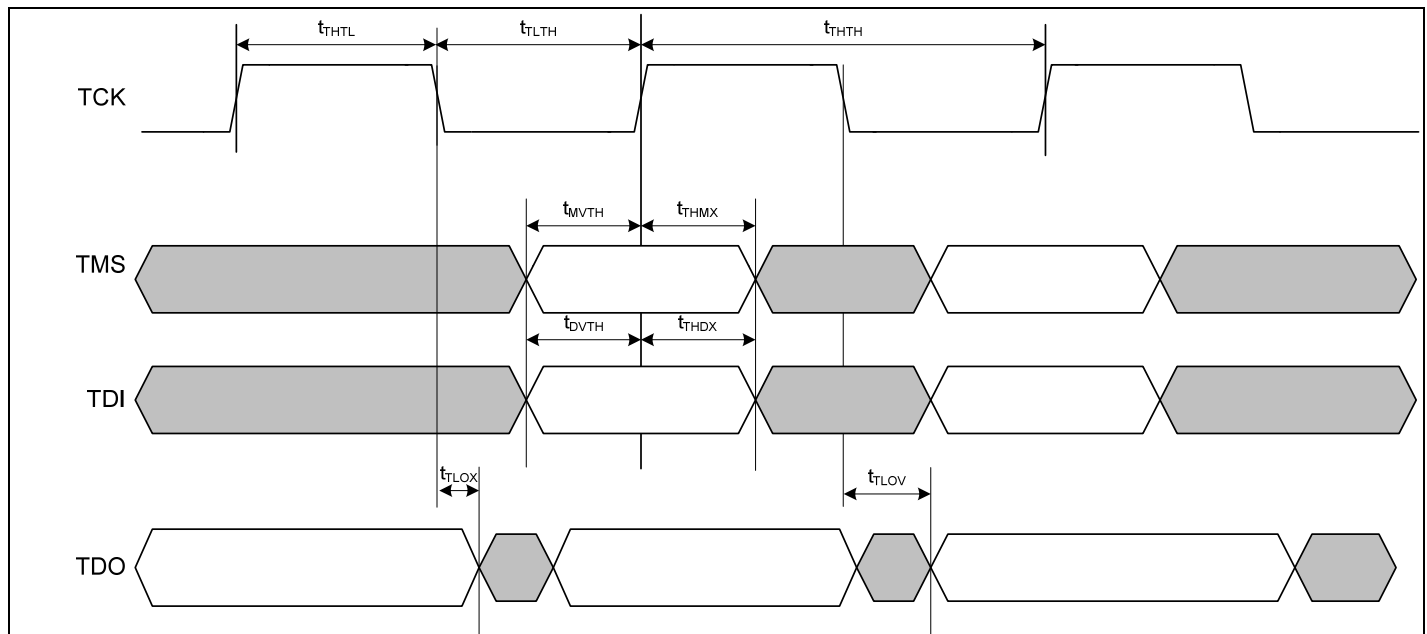 tTHTL tTLTH tTHTH
TCK
tMVTH tTHMX
TMS
tDVTH tTHDX
TDI
tTLOX tTLOV
TDO